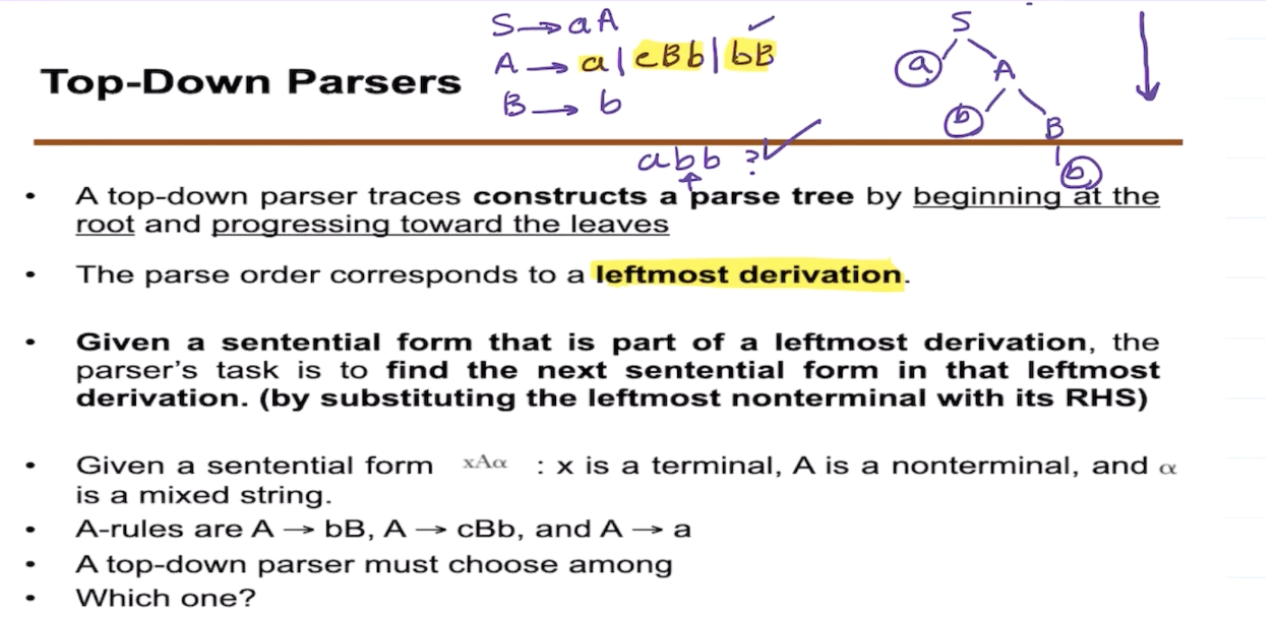 S → aA
A → a | cBb | bB ✓
B → b
Top-Down Parsers
S
a A
b B
b
abb ? ✓
• A top-down parser traces constructs a parse tree by beginning at the
root and progressing toward the leaves
• The parse order corresponds to a leftmost derivation.
• Given a sentential form that is part of a leftmost derivation, the
parser's task is to find the next sentential form in that leftmost
derivation. (by substituting the leftmost nonterminal with its RHS)
• Given a sentential form xAα : x is a terminal, A is a nonterminal, and α
is a mixed string.
• A-rules are A → bB, A → cBb, and A → a
• A top-down parser must choose among
• Which one?